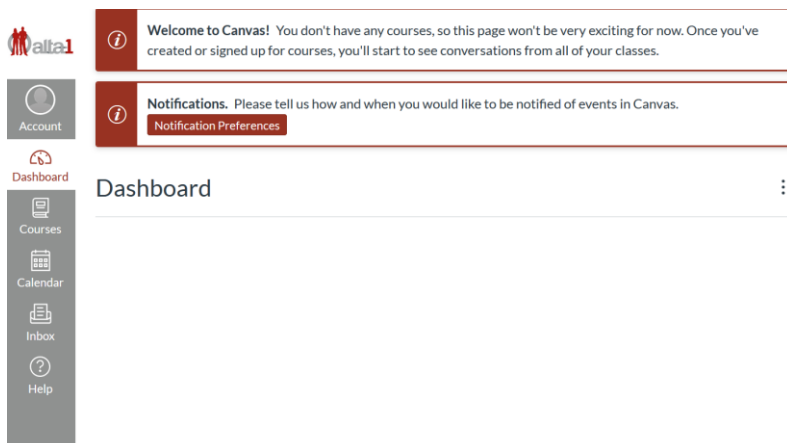 alta-1
Welcome to Canvas! You don't have any courses, so this page won't be very exciting for now. Once you've
created or signed up for courses, you'll start to see conversations from all of your classes.
Notifications. Please tell us how and when you would like to be notified of events in Canvas.
Notification Preferences
Account
Dashboard
Courses
Calendar
Inbox
Help
Dashboard